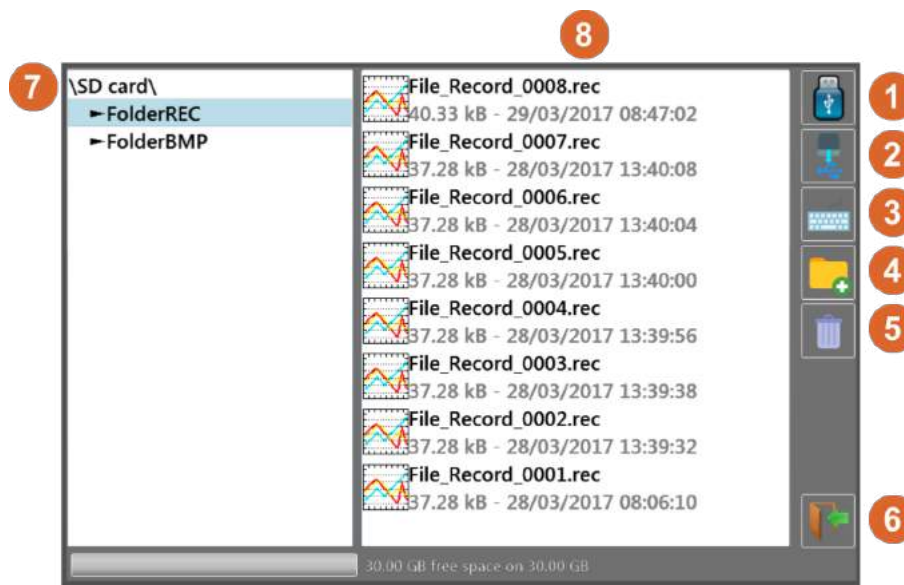 8
7
\SD card\
►FolderREC
►FolderBMP
File_Record_0008.rec
40.33 kB - 29/03/2017 08:47:02
File_Record_0007.rec
37.28 kB - 28/03/2017 13:40:08
File_Record_0006.rec
37.28 kB - 28/03/2017 13:40:04
File_Record_0005.rec
37.28 kB - 28/03/2017 13:40:00
File_Record_0004.rec
37.28 kB - 28/03/2017 13:39:56
File_Record_0003.rec
37.28 kB - 28/03/2017 13:39:38
File_Record_0002.rec
37.28 kB - 28/03/2017 13:39:32
File_Record_0001.rec
37.28 kB - 28/03/2017 08:06:10
1
2
3
4
5
6
30.00 GB free space on 30.00 GB